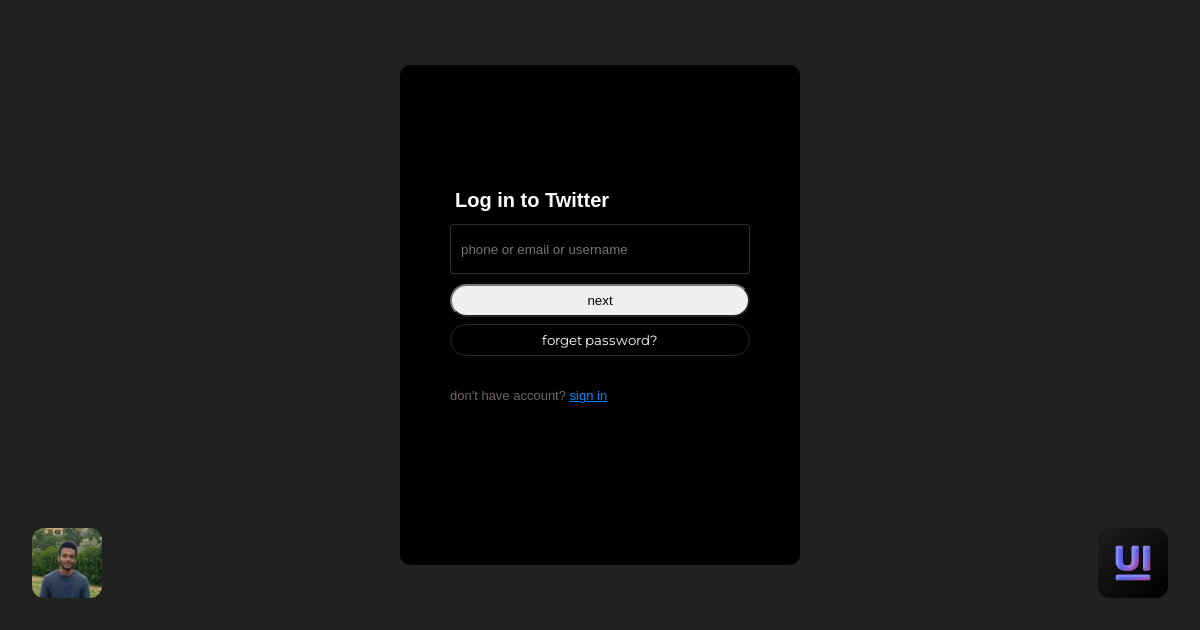 Log in to Twitter
phone or email or username
next
forget password?
don't have account? sign in
UI